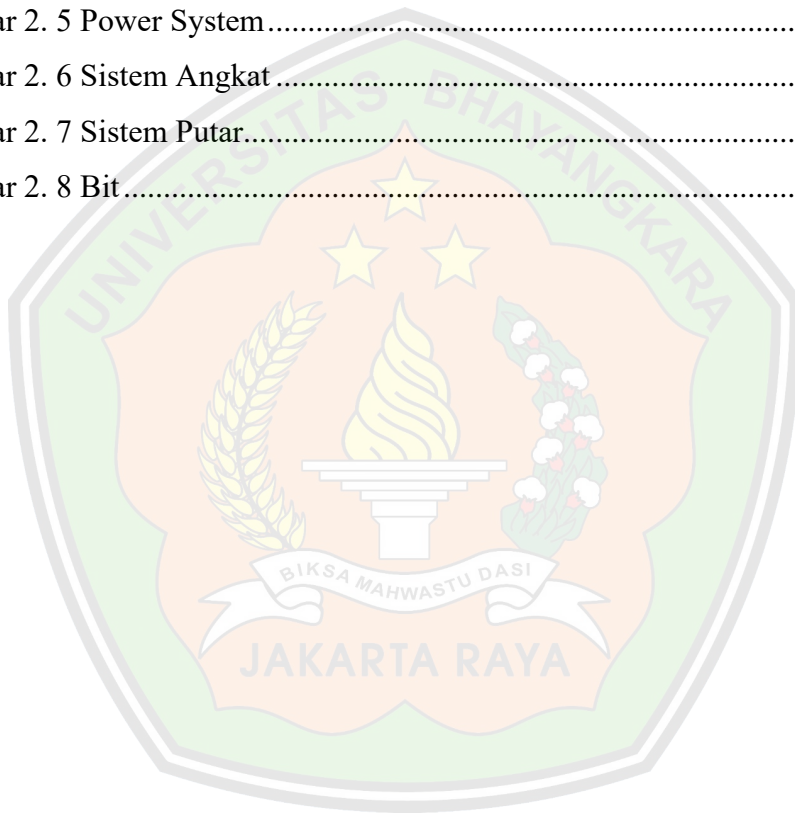 ar 2. 5 Power System
ar 2. 6 Sistem Angkat
ar 2. 7 Sistem Putar
ar 2. 8 Bit
UNIVERSITAS BHAYANGKARA
BIKSA MAHWASTU DASI
JAKARTA RAYA